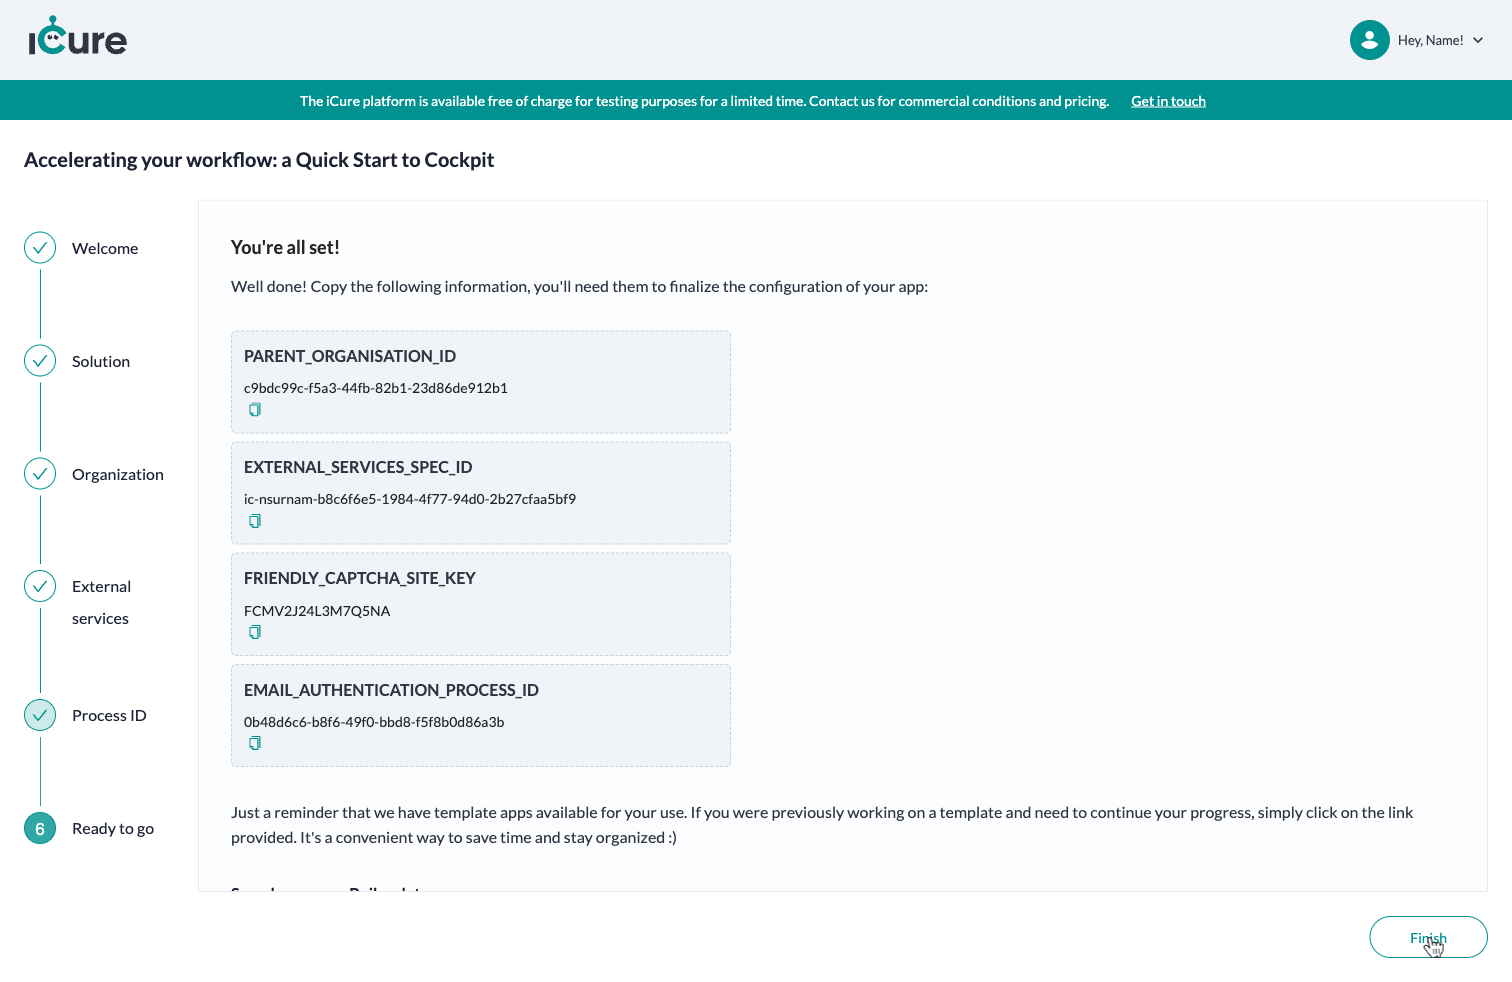 iCure
Hey, Name!
The iCure platform is available free of charge for testing purposes for a limited time. Contact us for commercial conditions and pricing. Get in touch
Accelerating your workflow: a Quick Start to Cockpit
Welcome
Solution
Organization
External
services
Process ID
6 Ready to go
You're all set!
Well done! Copy the following information, you'll need them to finalize the configuration of your app:
PARENT_ORGANISATION_ID
c9bdc99c-f5a3-44fb-82b1-23d86de912b1
EXTERNAL_SERVICES_SPEC_ID
ic-nsurnam-b8c6f6e5-1984-4f77-94d0-2b27cfaa5bf9
FRIENDLY_CAPTCHA_SITE_KEY
FCMV2J24L3M7Q5NA
EMAIL_AUTHENTICATION_PROCESS_ID
0b48d6c6-b8f6-49f0-bbd8-f5f8b0d86a3b
Just a reminder that we have template apps available for your use. If you were previously working on a template and need to continue your progress, simply click on the link
provided. It's a convenient way to save time and stay organized :)
Finish